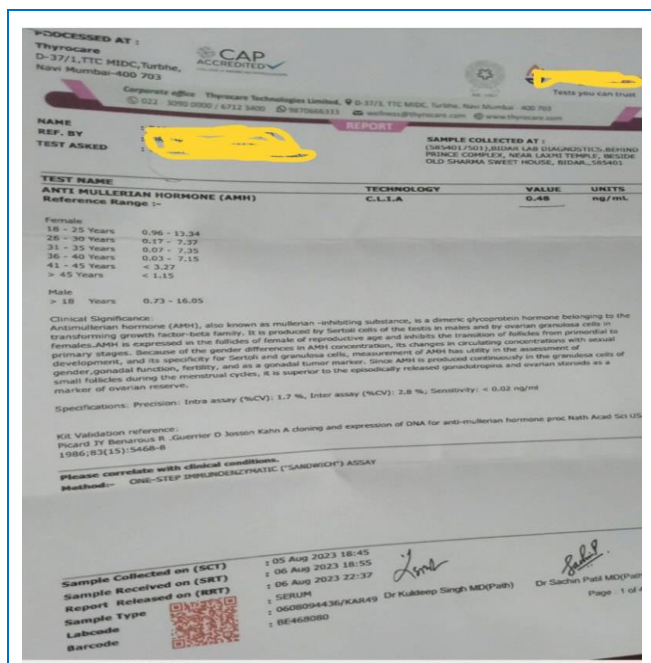 PROCESSED AT :
Thyrocare
D-37/1,TTC MIDC,Turbhe,
Navi Mumbai-400 703
CAP
ACCREDITED
Tests you can trust
Corporate office : Thyrocare Technologies Limited, D-37/3, TTC MIDC, Turbhe, Navi Mumbai - 400 703
022 - 3090 0000 / 6712 3400 9870666333 wellness@thyrocare.com www.thyrocare.com
REPORT
NAME :
REF. BY :
TEST ASKED :
SAMPLE COLLECTED AT :
(5854017501),BIDAR LAB DIAGNOSTICS,BEHIND
PRINCE COMPLEX, NEAR LAXMI TEMPLE, BESIDE
OLD SHARMA SWEET HOUSE, BIDAR,,585401
TEST NAME TECHNOLOGY VALUE UNITS
ANTI MULLERIAN HORMONE (AMH) C.L.I.A 0.48 ng/mL
Reference Range :-
Female
18 - 25 Years 0.96 - 13.34
26 - 30 Years 0.17 - 7.37
31 - 35 Years 0.07 - 7.35
36 - 40 Years 0.03 - 7.15
41 - 45 Years < 3.27
> 45 Years < 1.15
Male
> 18 Years 0.73 - 16.05
Clinical Significance:
Antimullerian hormone (AMH), also known as mullerian -inhibiting substance, is a dimeric glycoprotein hormone belonging to the
transforming growth factor-beta family. It is produced by Sertoli cells of the testis in males and by ovarian granulosa cells in
females.AMH is expressed in the follicles of female of reproductive age and inhibits the transition of follicles from primordial to
primary stages. Because of the gender differences in AMH concentration, its changes in circulating concentrations with sexual
development, and its specificity for Sertoli and granulosa cells, measurement of AMH has utility in the assessment of
gender,gonadal function, fertility, and as a gonadal tumor marker. Since AMH is produced continuously in the granulosa cells of
small follicles during the menstrual cycles, it is superior to the episodically released gonadotropins and ovarian steroids as a
marker of ovarian reserve.
Specifications: Precision: Intra assay (%CV): 1.7 %, Inter assay (%CV): 2.8 %; Sensitivity: < 0.02 ng/ml
Kit Validation reference:
Picard JY Benarous R .Guerrier D Josson Kahn A cloning and expression of DNA for anti-mullerian hormone proc Nath Acad Sci US
1986;83(15):5468-8
Please correlate with clinical conditions.
Method:- ONE-STEP IMMUNOENZYMATIC ("SANDWICH") ASSAY
Sample Collected on (SCT) : 05 Aug 2023 18:45
Sample Received on (SRT) : 06 Aug 2023 18:55
Report Released on (RRT) : 06 Aug 2023 22:37
Sample Type : SERUM
Labcode : 0608094436/KAR49
Barcode : BE468080
Dr Kuldeep Singh MD(Path)
Dr Sachin Patil MD(Path
Page : 1 of 4